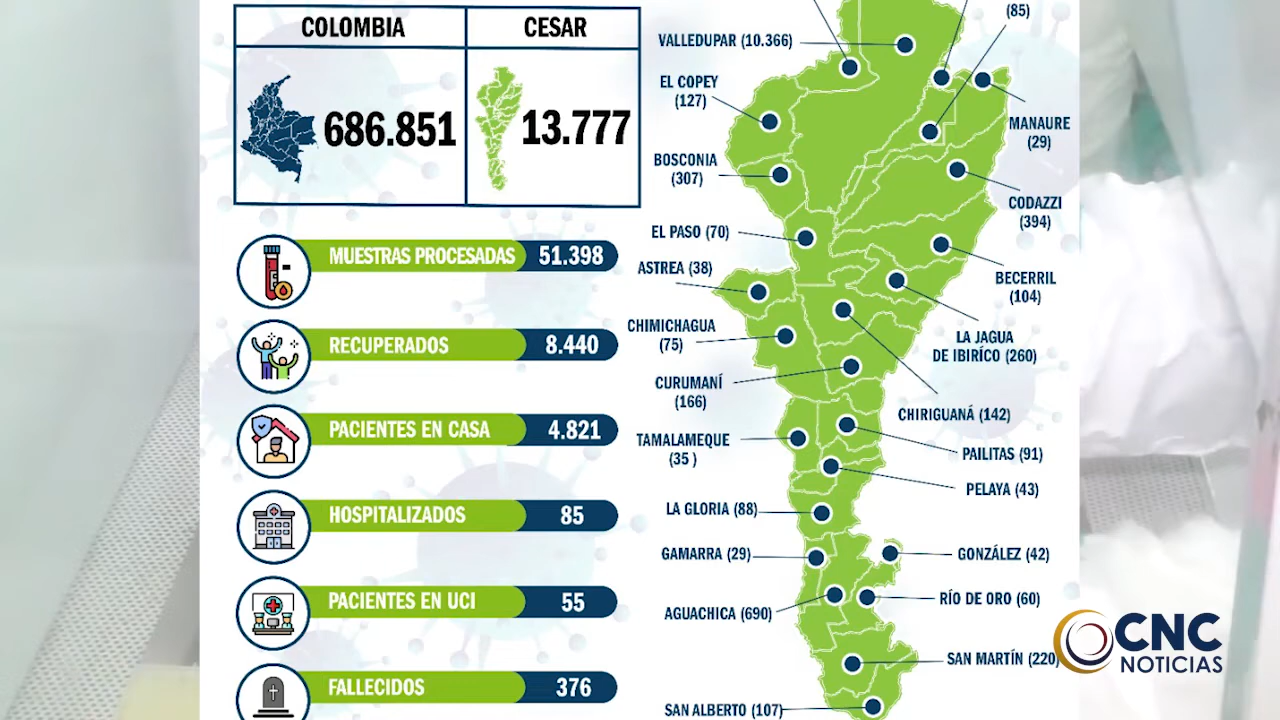 COLOMBIA
CESAR
686.851
13.777
MUESTRAS PROCESADAS 51.398
RECUPERADOS 8.440
PACIENTES EN CASA 4.821
HOSPITALIZADOS 85
PACIENTES EN UCI 55
FALLECIDOS 376
(85)
VALLEDUPAR (10.366)
EL COPEY
(127)
MANAURE
(29)
BOSCONIA
(307)
CODAZZI
(394)
EL PASO (70)
ASTREA (38)
BECERRIL
(104)
CHIMICHAGUA
(75)
LA JAGUA
DE IBIRÍCO (260)
CURUMANÍ
(166)
CHIRIGUANÁ (142)
TAMALAMEQUE
(35 )
PAILITAS (91)
PELAYA (43)
LA GLORIA (88)
GAMARRA (29)
GONZÁLEZ (42)
AGUACHICA (690)
RÍO DE ORO (60)
SAN MARTÍN (220)
SAN ALBERTO (107)
CNC
NOTICIAS